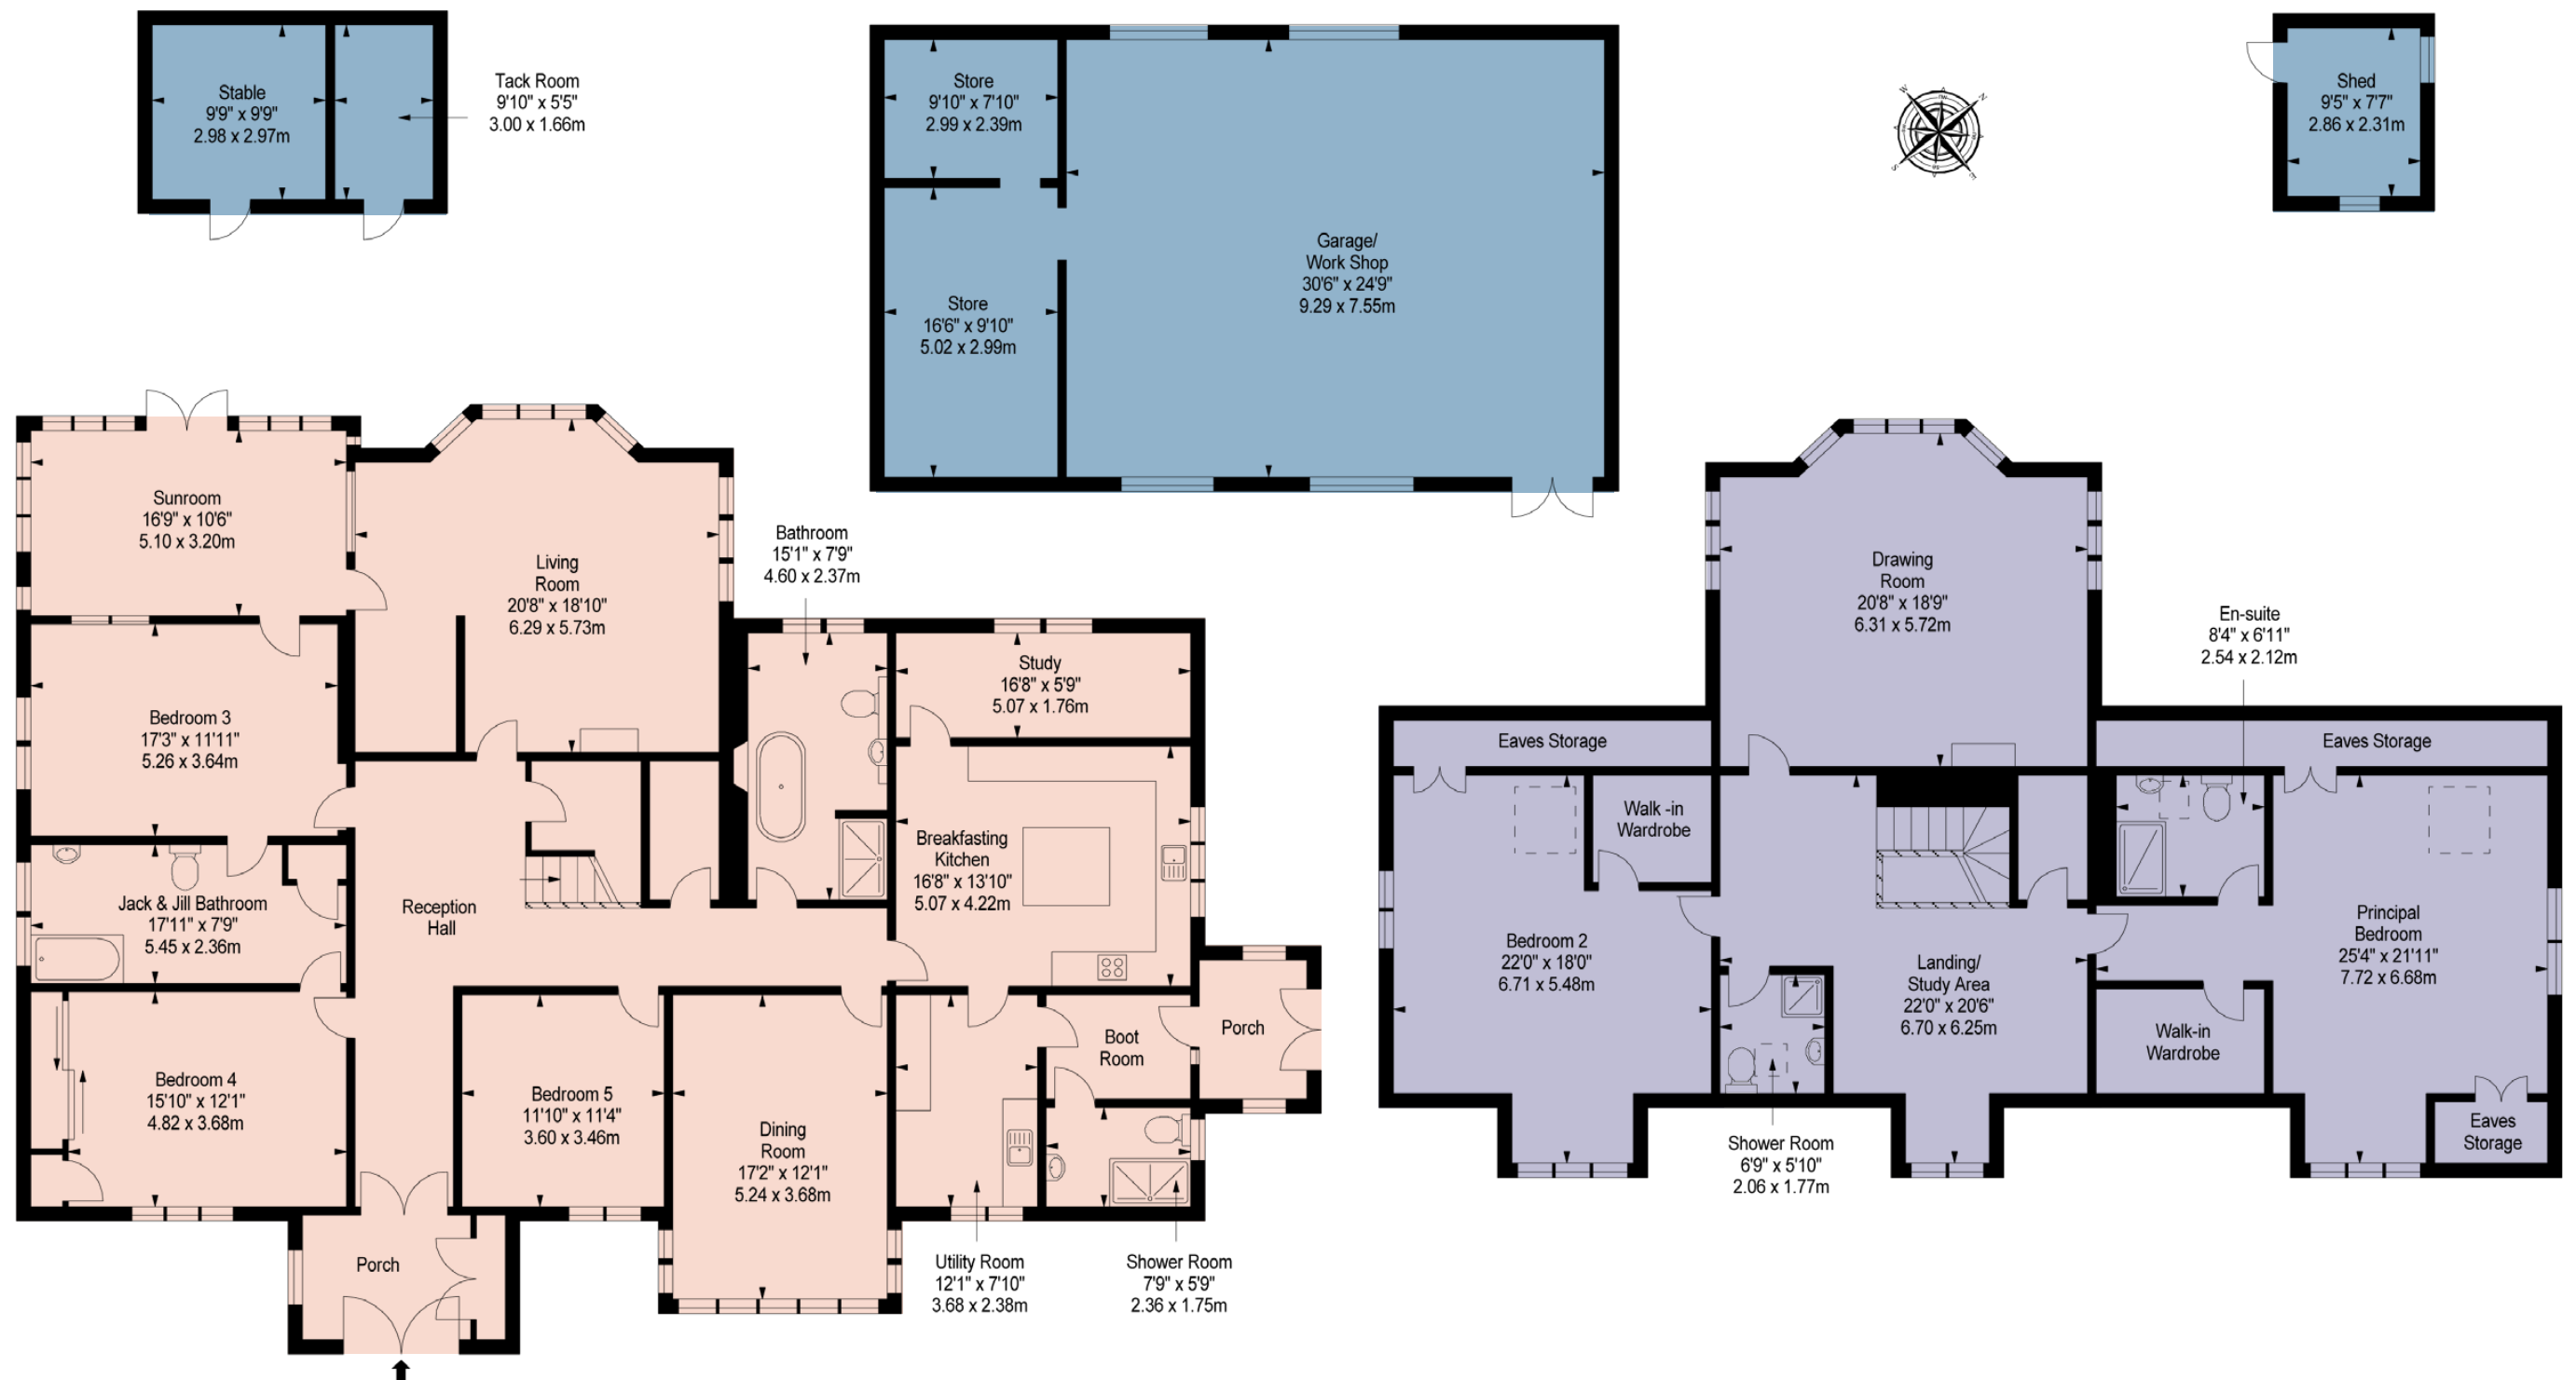 Stable
9'9" x 9'9"
2.98 x 2.97m
Tack Room
9'10" x 5'5"
3.00 x 1.66m
Store
9'10" x 7'10"
2.99 x 2.39m
Garage/
Work Shop
30'6" x 24'9"
9.29 x 7.55m
Store
16'6" x 9'10"
5.02 x 2.99m
W
N
S
E
Shed
9'5" x 7'7"
2.86 x 2.31m
Sunroom
16'9" x 10'6"
5.10 x 3.20m
Living
Room
20'8" x 18'10"
6.29 x 5.73m
Bathroom
15'1" x 7'9"
4.60 x 2.37m
Study
16'8" x 5'9"
5.07 x 1.76m
Bedroom 3
17'3" x 11'11"
5.26 x 3.64m
Breakfasting
Kitchen
16'8" x 13'10"
5.07 x 4.22m
Jack & Jill Bathroom
17'11" x 7'9"
5.45 x 2.36m
Reception
Hall
Bedroom 4
15'10" x 12'1"
4.82 x 3.68m
Bedroom 5
11'10" x 11'4"
3.60 x 3.46m
Dining
Room
17'2" x 12'1"
5.24 x 3.68m
Boot
Room
Porch
Porch
Utility Room
12'1" x 7'10"
3.68 x 2.38m
Shower Room
7'9" x 5'9"
2.36 x 1.75m
Drawing
Room
20'8" x 18'9"
6.31 x 5.72m
En-suite
8'4" x 6'11"
2.54 x 2.12m
Eaves Storage
Eaves Storage
Walk -in
Wardrobe
Bedroom 2
22'0" x 18'0"
6.71 x 5.48m
Landing/
Study Area
22'0" x 20'6"
6.70 x 6.25m
Principal
Bedroom
25'4" x 21'11"
7.72 x 6.68m
Walk-in
Wardrobe
Shower Room
6'9" x 5'10"
2.06 x 1.77m
Eaves
Storage